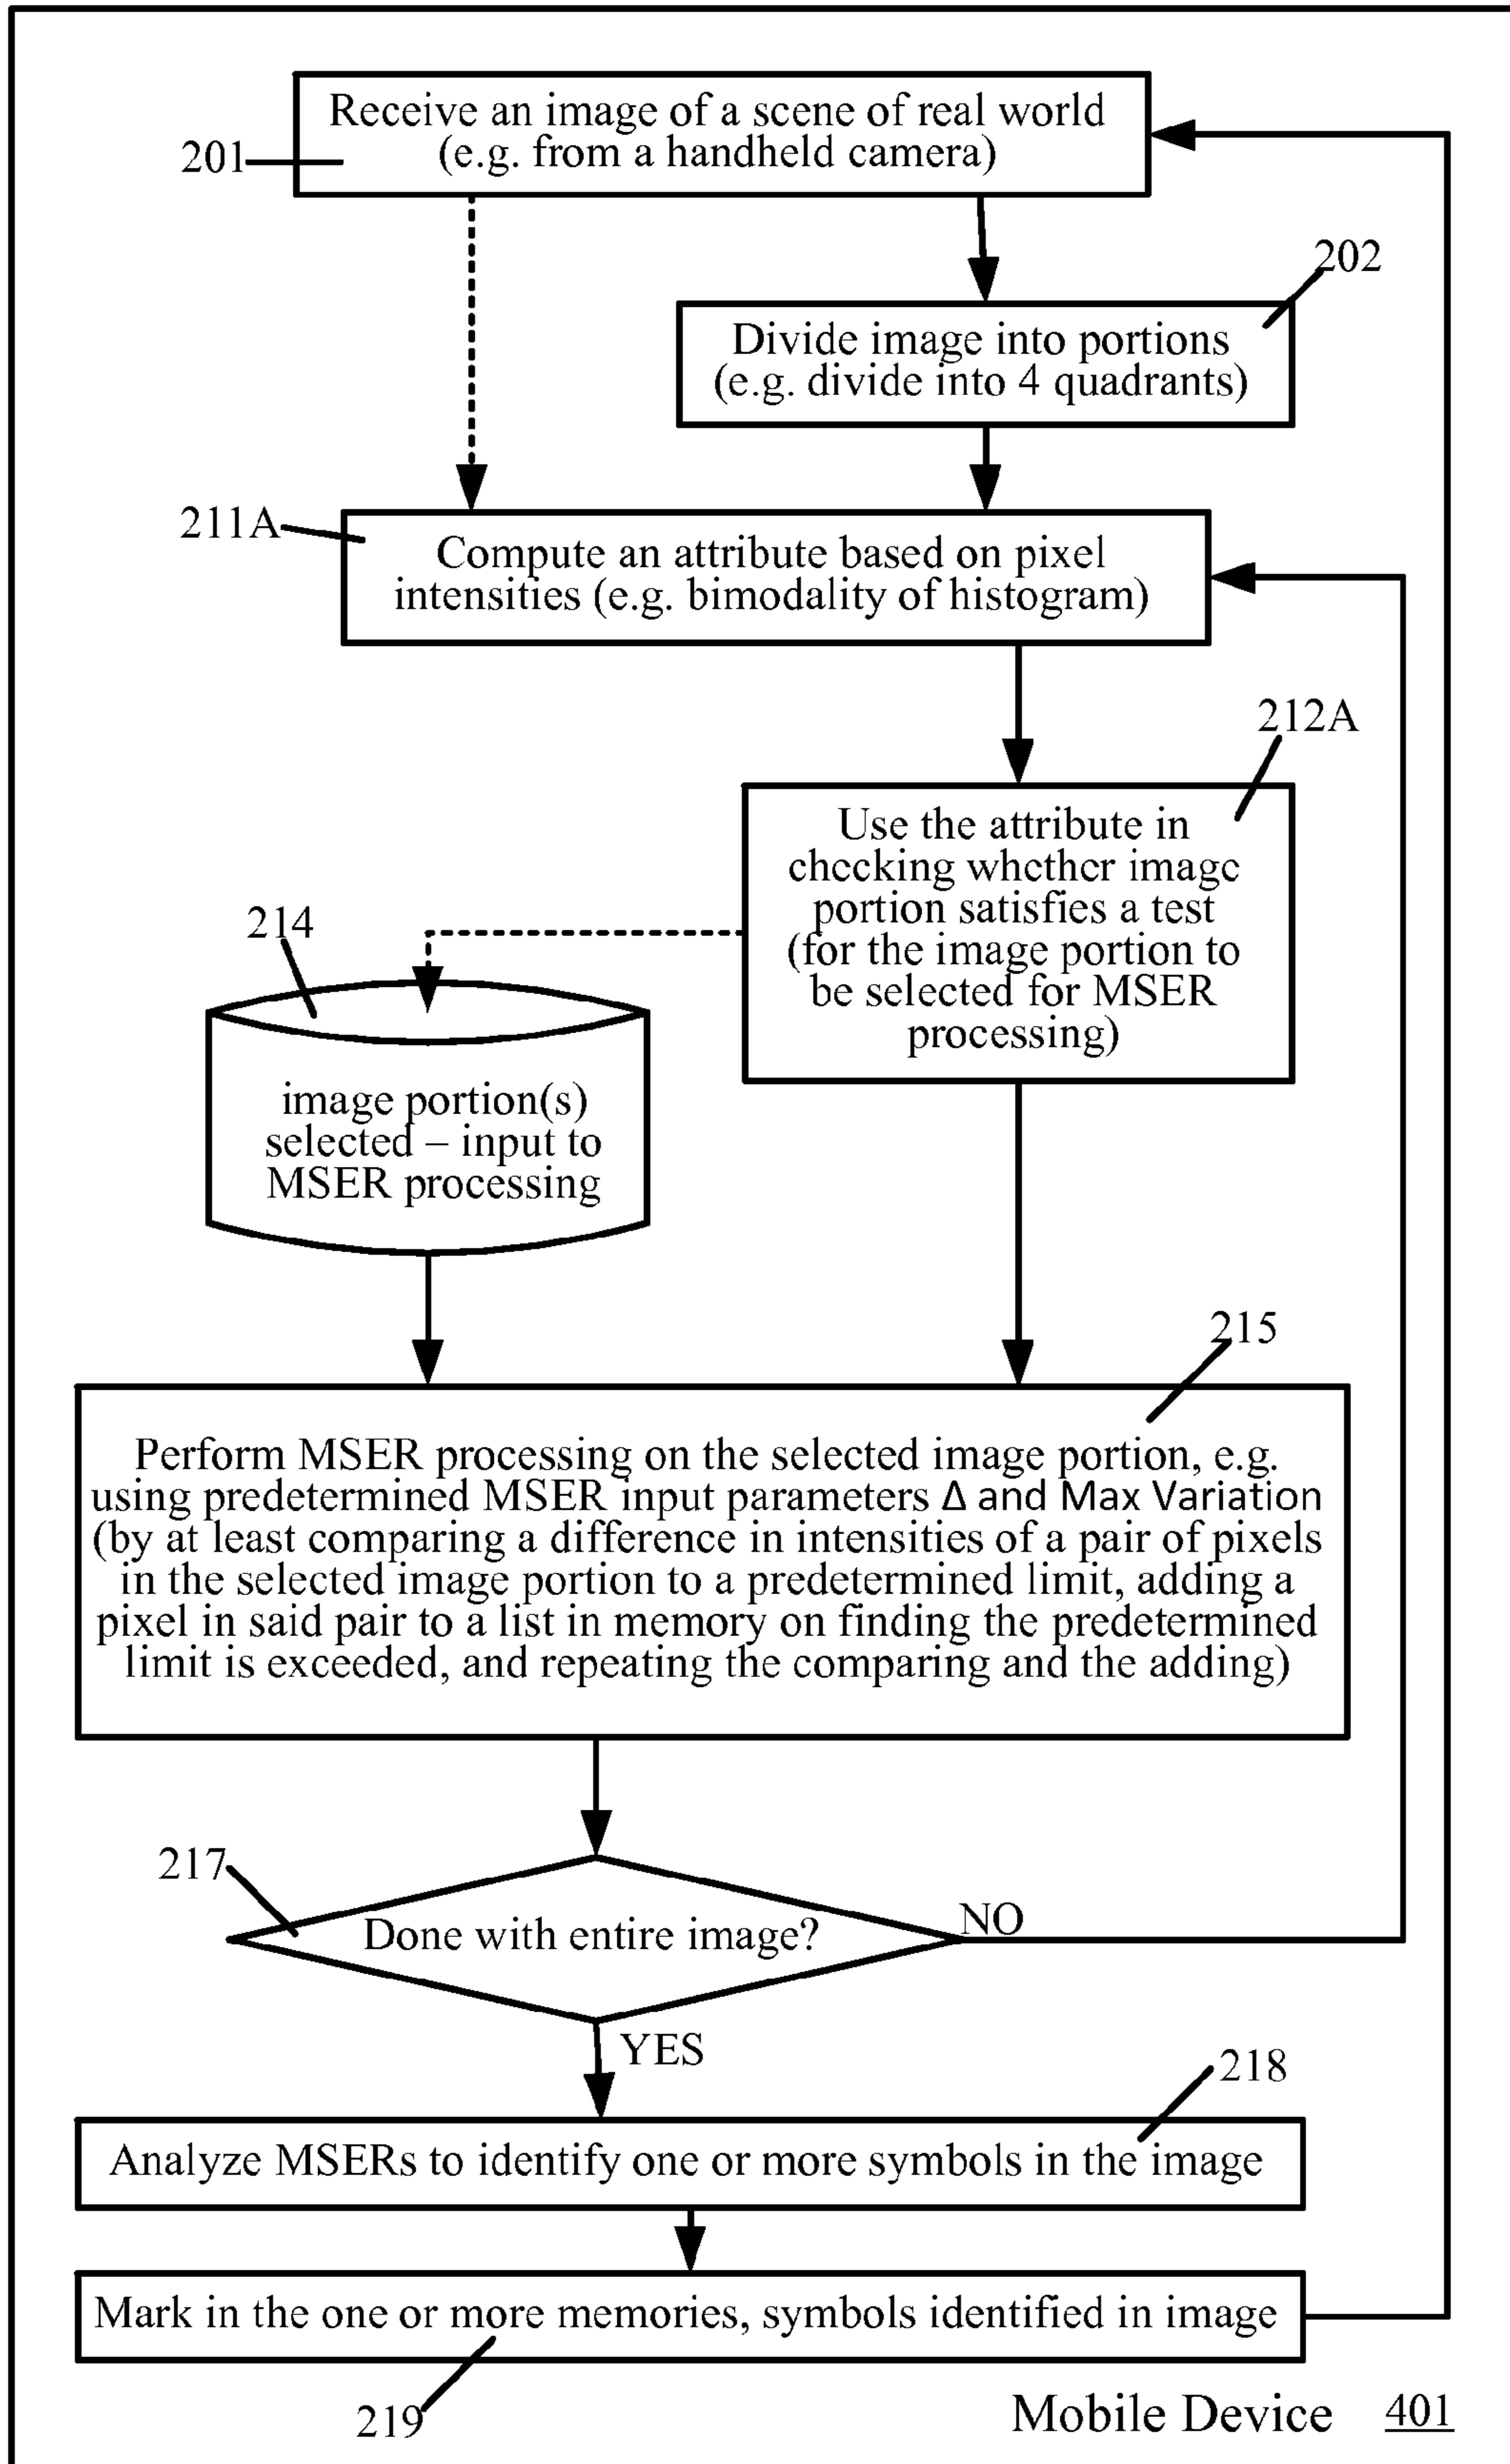 Receive an image of a scene of real world
(e.g. from a handheld camera)
201
202
Divide image into portions
(e.g. divide into 4 quadrants)
211A
Compute an attribute based on pixel
intensities (e.g. bimodality of histogram)
212A
Use the attribute in
checking whether image
portion satisfies a test
(for the image portion to
be selected for MSER
processing)
214
image portion(s)
selected – input to
MSER processing
215
Perform MSER processing on the selected image portion, e.g.
using predetermined MSER input parameters Δ and Max Variation
(by at least comparing a difference in intensities of a pair of pixels
in the selected image portion to a predetermined limit, adding a
pixel in said pair to a list in memory on finding the predetermined
limit is exceeded, and repeating the comparing and the adding)
217
Done with entire image?
NO
YES
218
Analyze MSERs to identify one or more symbols in the image
Mark in the one or more memories, symbols identified in image
219
Mobile Device 401